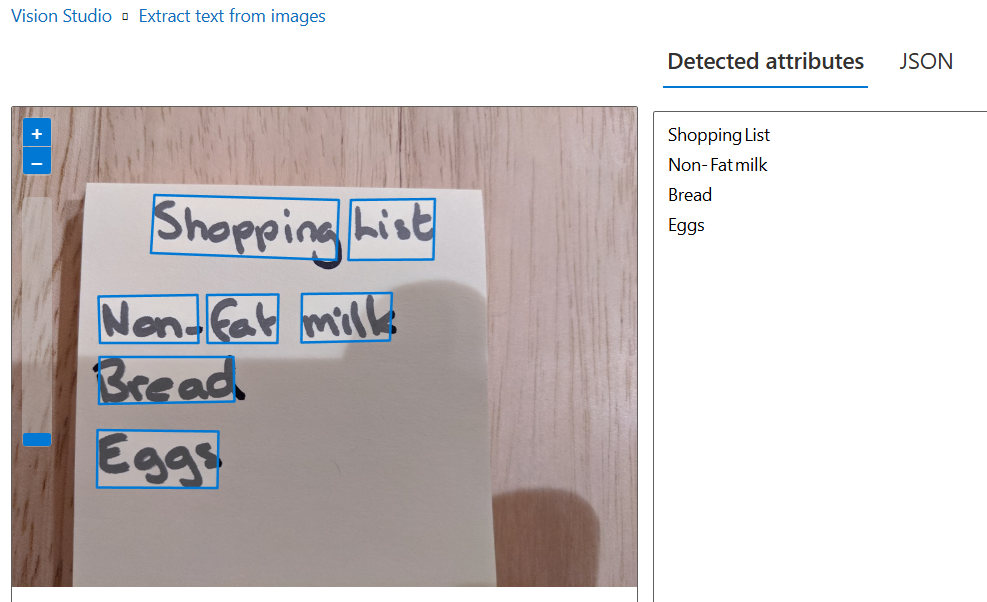 Vision Studio Extract text from images
Detected attributes JSON
+
−
Shopping List
Non-Fat milk
Bread
Eggs
Shopping List
Non-Fat milk
Bread
Eggs